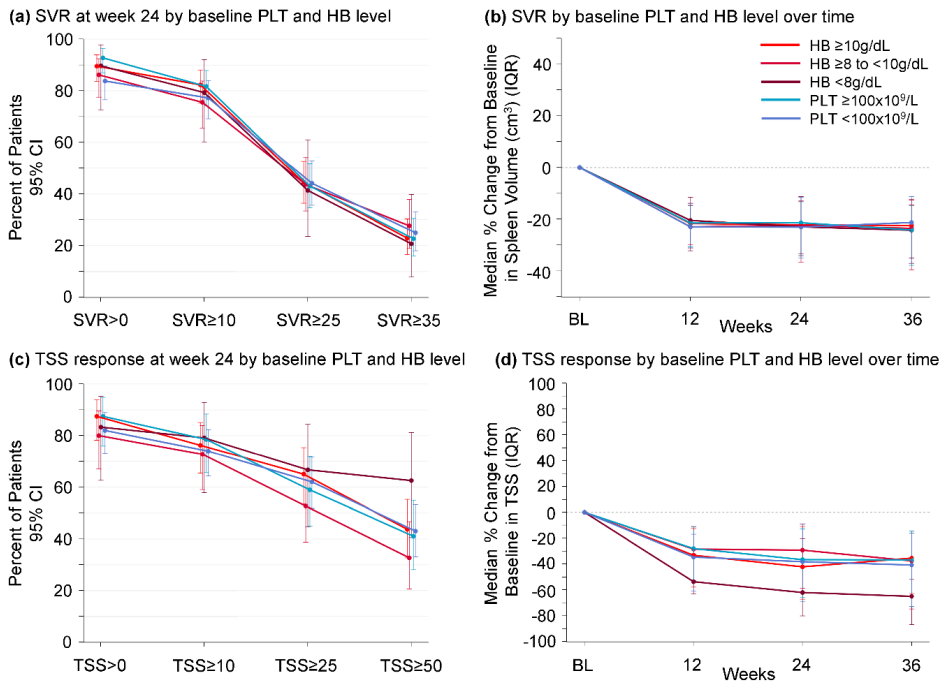 (a) SVR at week 24 by baseline PLT and HB level
Percent of Patients
95% CI
100
80
60
40
20
0
SVR>0 SVR≥10 SVR≥25 SVR≥35
(b) SVR by baseline PLT and HB level over time
HB ≥10g/dL
HB ≥8 to <10g/dL
HB <8g/dL
PLT ≥100x10⁹/L
PLT <100x10⁹/L
Median % Change from Baseline
in Spleen Volume (cm³) (IQR)
40
20
0
-20
-40
BL 12 24 36
Weeks
(c) TSS response at week 24 by baseline PLT and HB level
Percent of Patients
95% CI
100
80
60
40
20
0
TSS>0 TSS≥10 TSS≥25 TSS≥50
(d) TSS response by baseline PLT and HB level over time
Median % Change from
Baseline in TSS (IQR)
100
80
60
40
20
0
-20
-40
-60
-80
-100
BL 12 24 36
Weeks